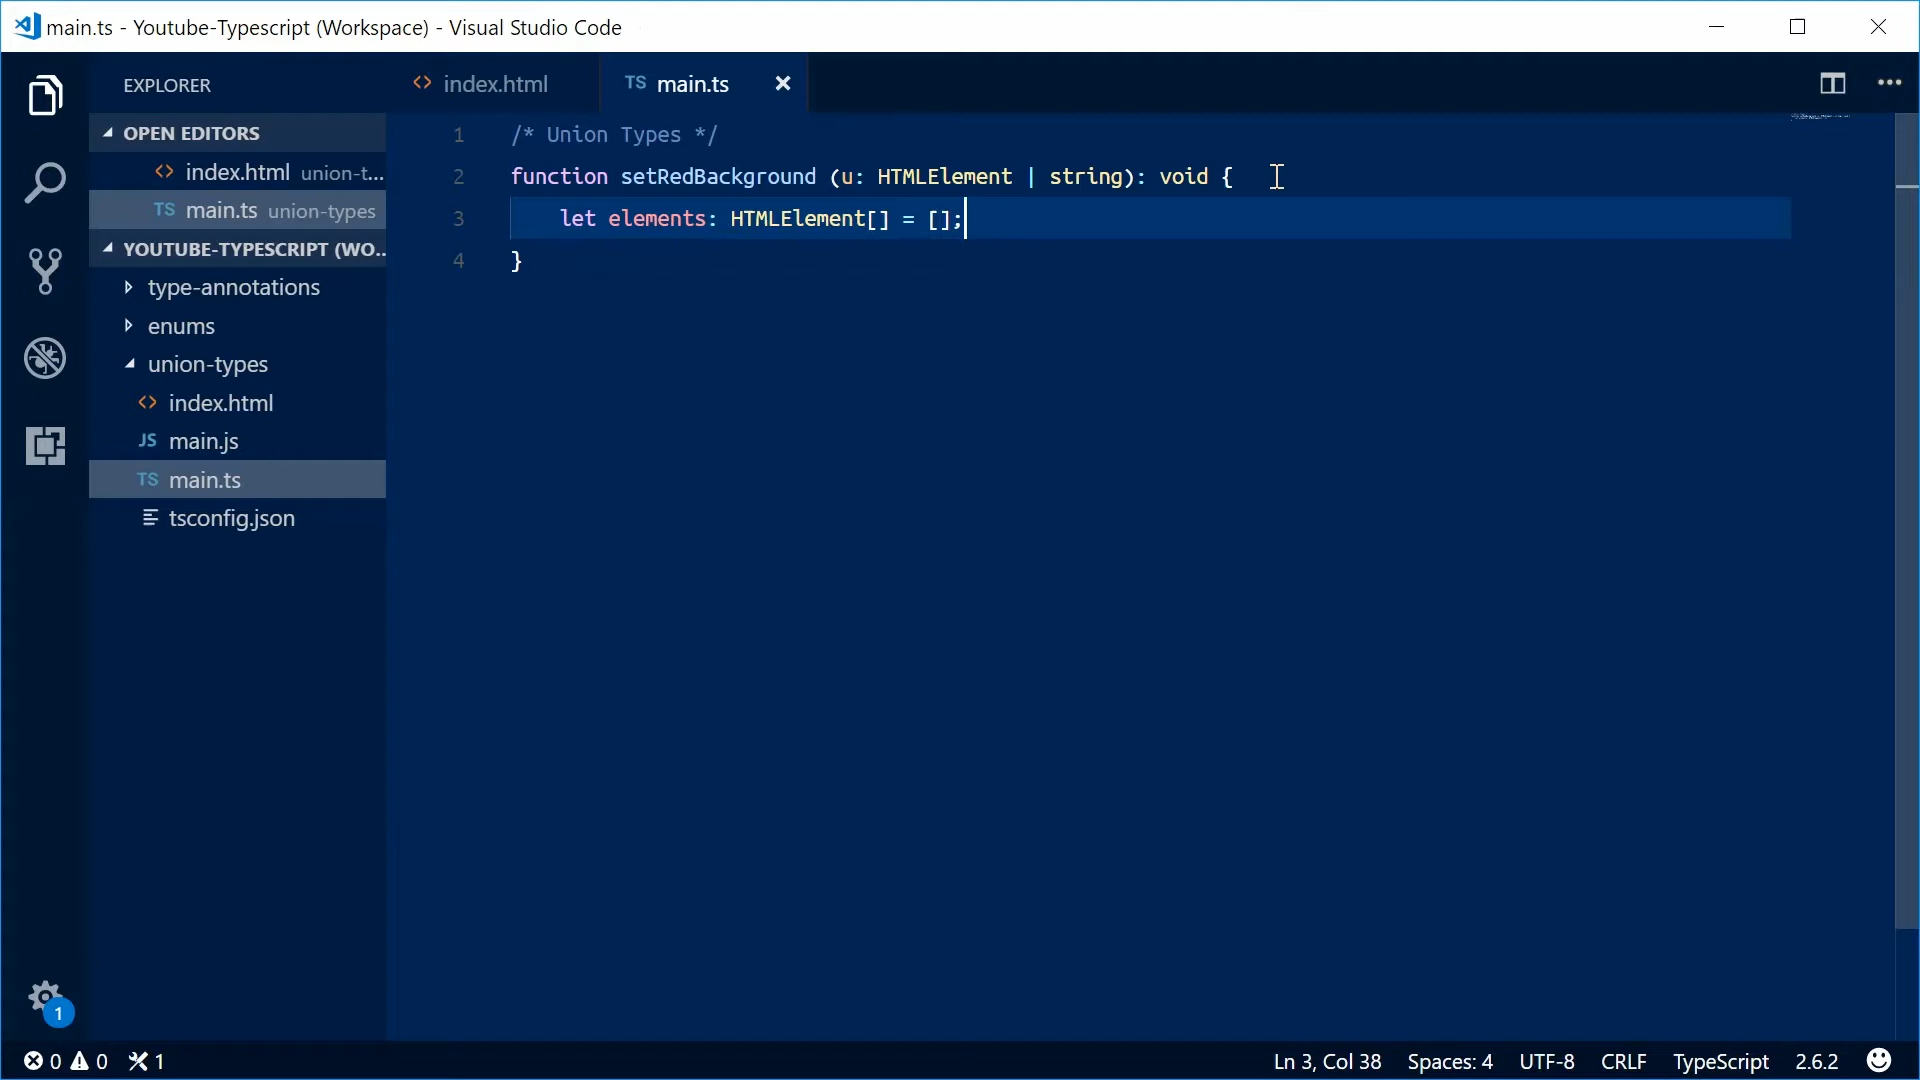 main.ts - Youtube-Typescript (Workspace) - Visual Studio Code
EXPLORER
<> index.html
TS main.ts
OPEN EDITORS
<> index.html union-t...
TS main.ts union-types
YOUTUBE-TYPESCRIPT (WO...
type-annotations
enums
union-types
<> index.html
JS main.js
TS main.ts
tsconfig.json
1 /* Union Types */
2 function setRedBackground (u: HTMLElement | string): void {
3 let elements: HTMLElement[] = [];
4 }
1
0 0 1
Ln 3, Col 38 Spaces: 4 UTF-8 CRLF TypeScript 2.6.2